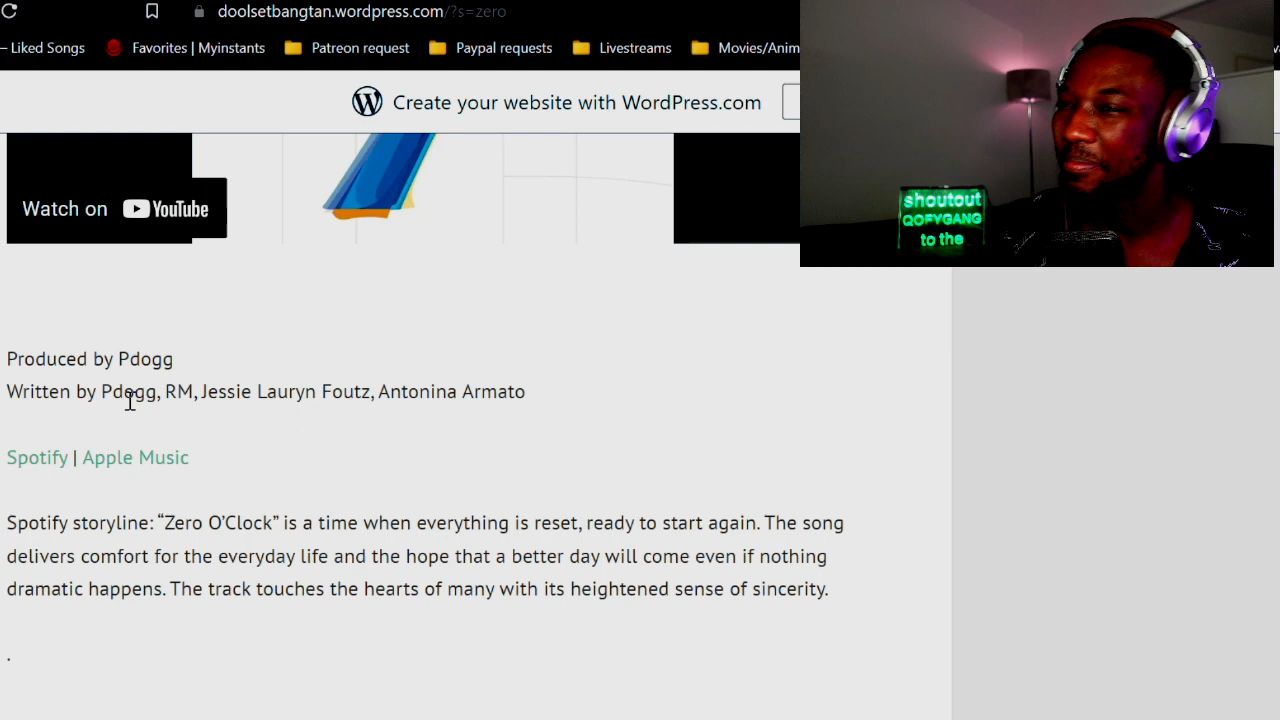 doolsetbangtan.wordpress.com/?s=zero
– Liked Songs Favorites | Myinstants Patreon request Paypal requests Livestreams Movies/Anim
Create your website with WordPress.com
Watch on YouTube
shoutout
QOFYGANG
to the
Produced by Pdogg
Written by Pdogg, RM, Jessie Lauryn Foutz, Antonina Armato
Spotify | Apple Music
Spotify storyline: “Zero O’Clock” is a time when everything is reset, ready to start again. The song
delivers comfort for the everyday life and the hope that a better day will come even if nothing
dramatic happens. The track touches the hearts of many with its heightened sense of sincerity.
.